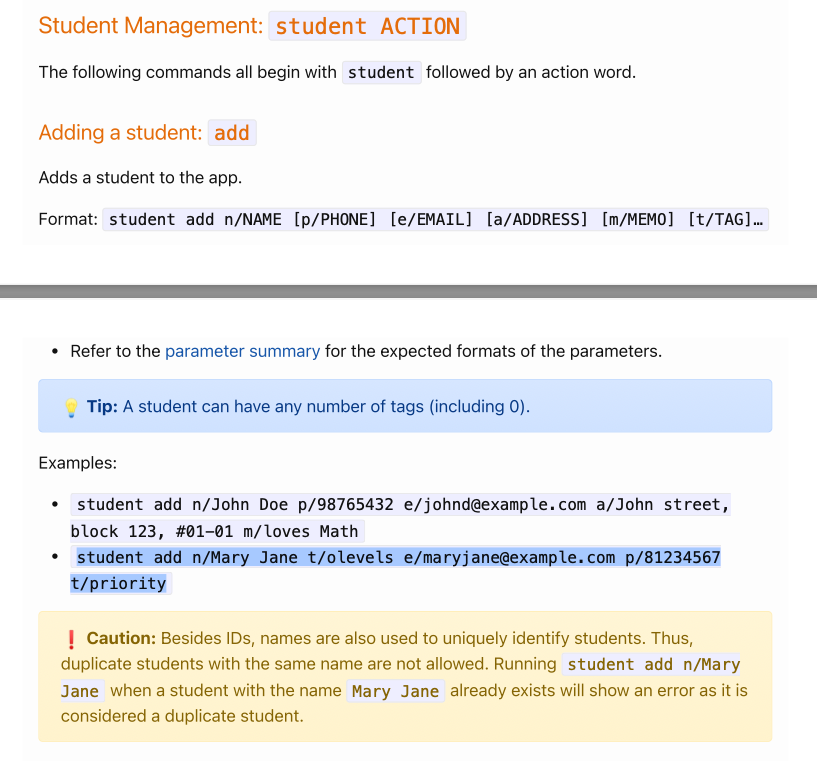 Student Management: student ACTION
The following commands all begin with student followed by an action word.
Adding a student: add
Adds a student to the app.
Format: student add n/NAME [p/PHONE] [e/EMAIL] [a/ADDRESS] [m/MEMO] [t/TAG]…
• Refer to the parameter summary for the expected formats of the parameters.
💡 Tip: A student can have any number of tags (including 0).
Examples:
• student add n/John Doe p/98765432 e/johnd@example.com a/John street,
block 123, #01-01 m/loves Math
• student add n/Mary Jane t/olevels e/maryjane@example.com p/81234567
t/priority
❗ Caution: Besides IDs, names are also used to uniquely identify students. Thus,
duplicate students with the same name are not allowed. Running student add n/Mary
Jane when a student with the name Mary Jane already exists will show an error as it is
considered a duplicate student.